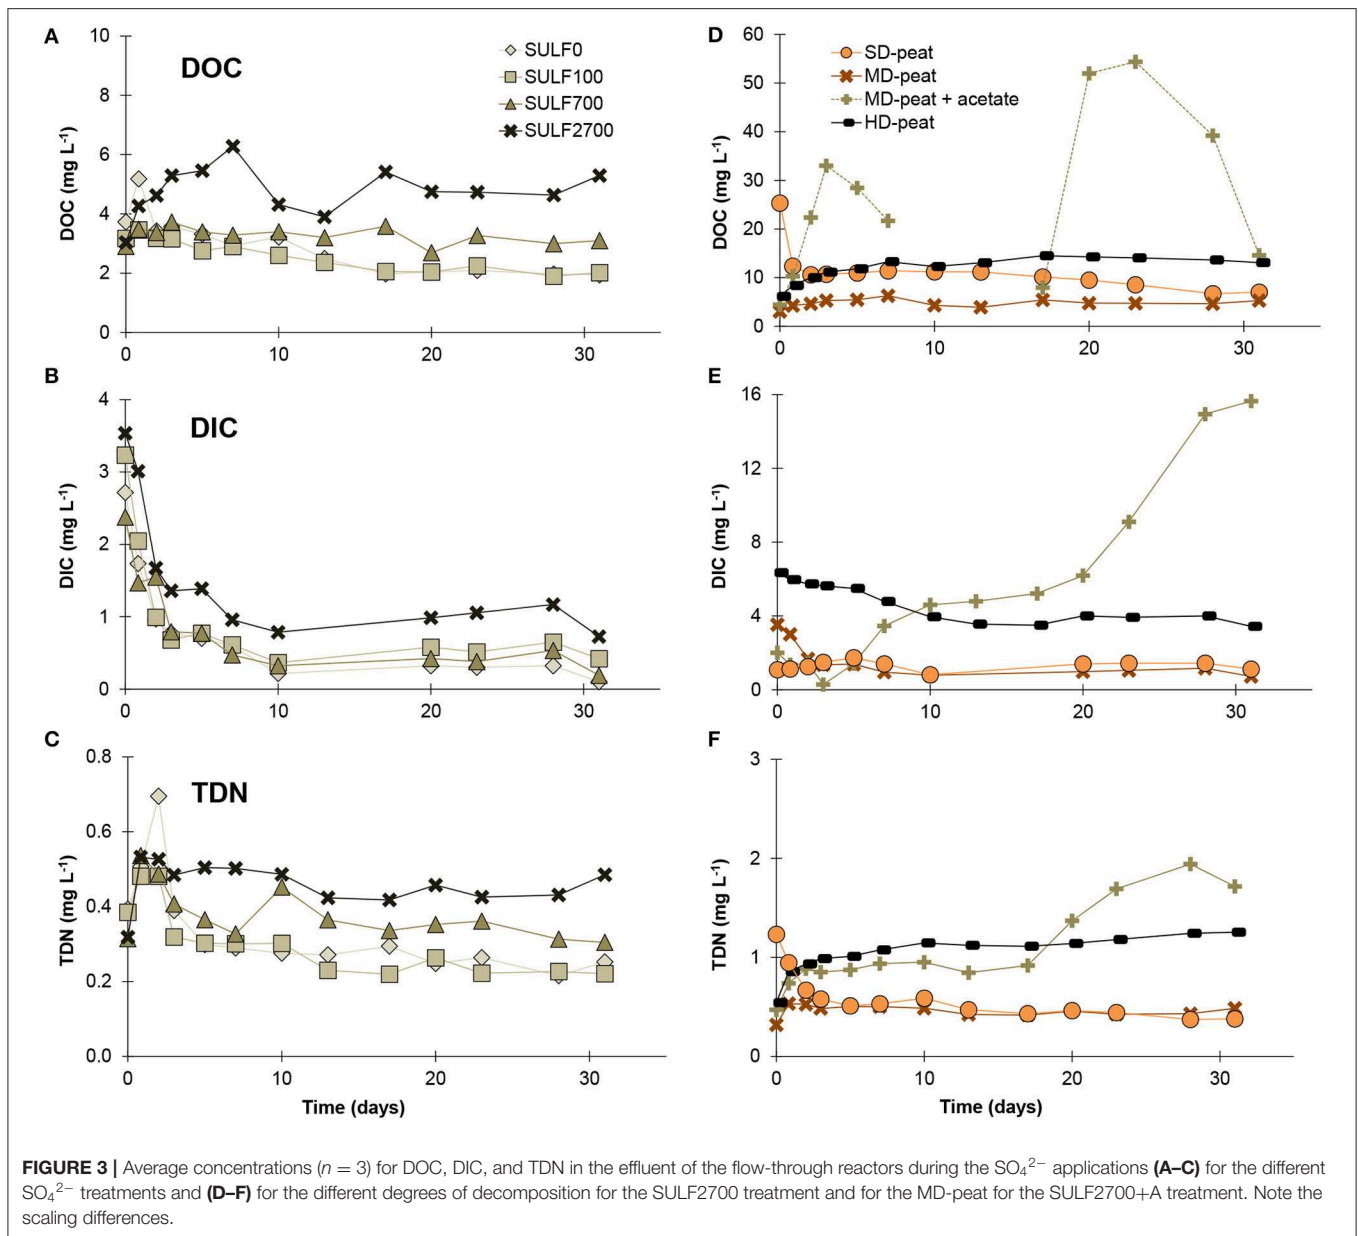 A
DOC
10
8
6
4
2
0
DOC (mg L-1)
0
10
20
30
SULF0
SULF100
SULF700
SULF2700
D
60
50
40
30
20
10
0
DOC (mg L-1)
0
10
20
30
SD-peat
MD-peat
MD-peat + acetate
HD-peat
B
DIC
4
3
2
1
0
DIC (mg L-1)
0
10
20
30
E
16
12
8
4
0
DIC (mg L-1)
0
10
20
30
C
TDN
0.8
0.6
0.4
0.2
0.0
TDN (mg L-1)
0
10
20
30
Time (days)
F
3
2
1
0
TDN (mg L-1)
0
10
20
30
Time (days)
FIGURE 3 | Average concentrations (n = 3) for DOC, DIC, and TDN in the effluent of the flow-through reactors during the SO₄²⁻ applications (A–C) for the different
SO₄²⁻ treatments and (D–F) for the different degrees of decomposition for the SULF2700 treatment and for the MD-peat for the SULF2700+A treatment. Note the
scaling differences.